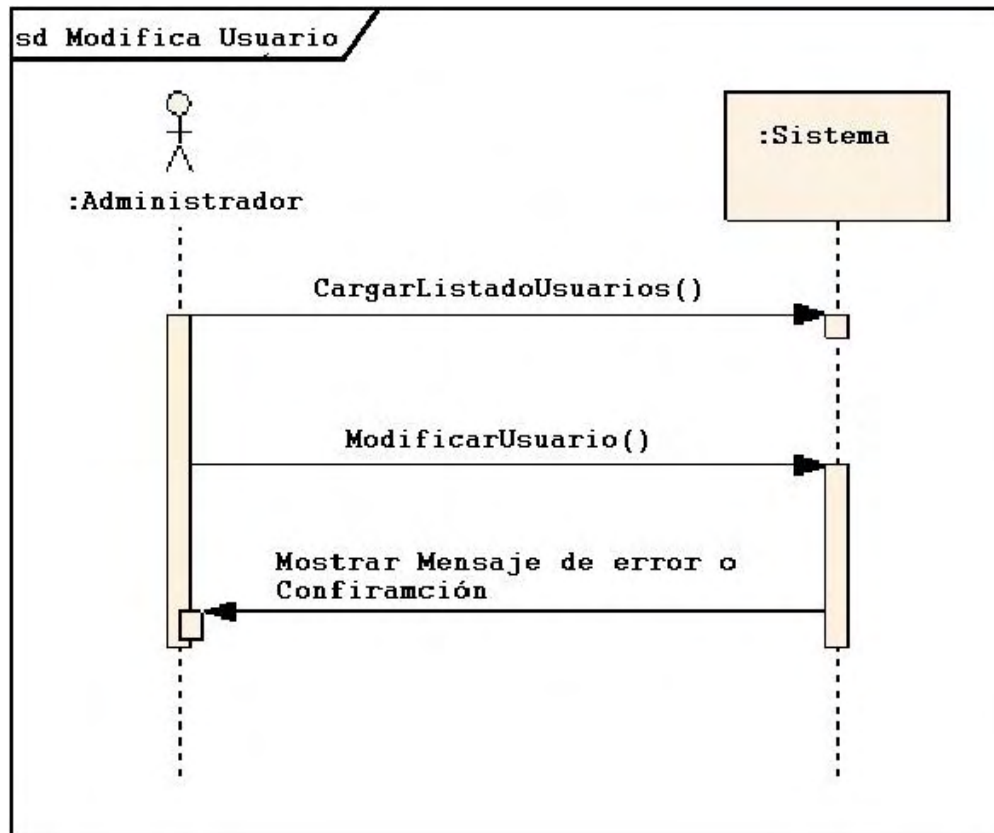 sd Modifica Usuario
:Administrador
:Sistema
CargarListadoUsuarios()
ModificarUsuario()
Mostrar Mensaje de error o
Confiramción